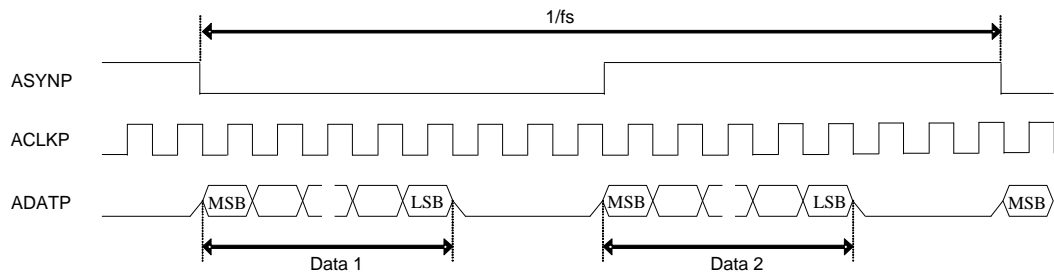 1/fs
ASYNP
ACLKP
ADATP MSB LSB MSB LSB MSB
Data 1 Data 2